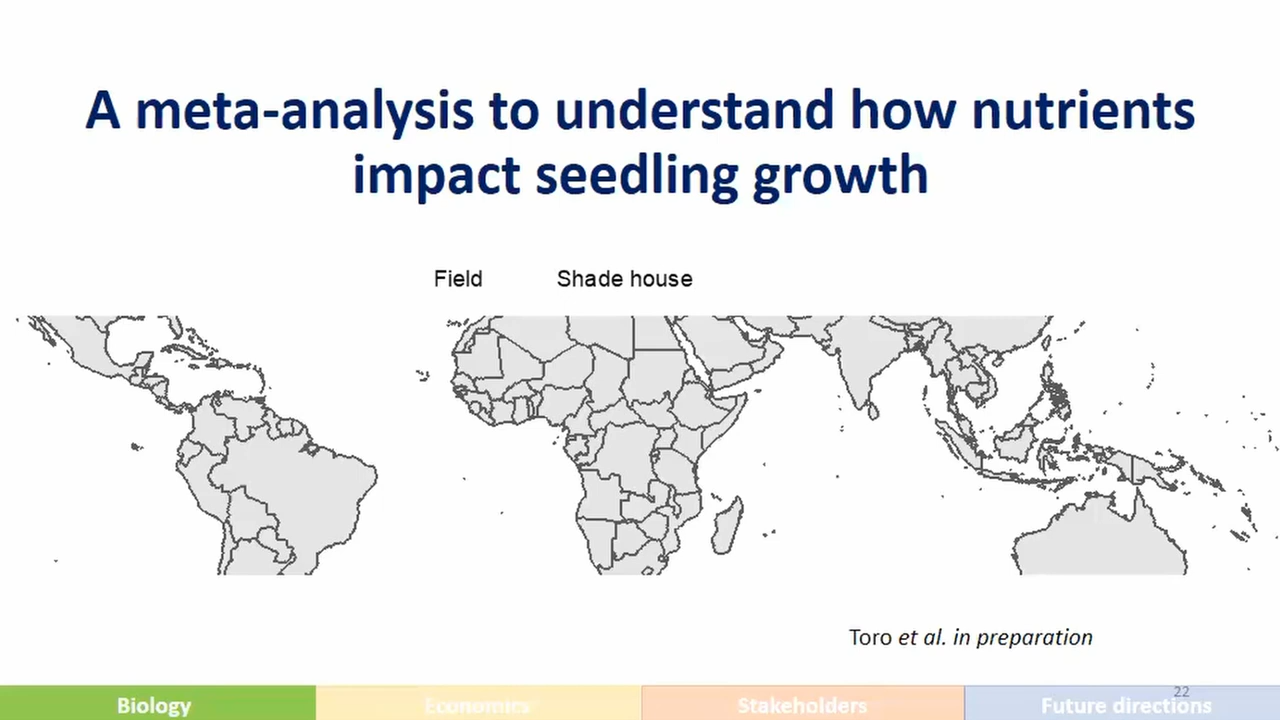 A meta-analysis to understand how nutrients
impact seedling growth
Field Shade house
Toro et al. in preparation
22
Biology Economics Stakeholders Future directions